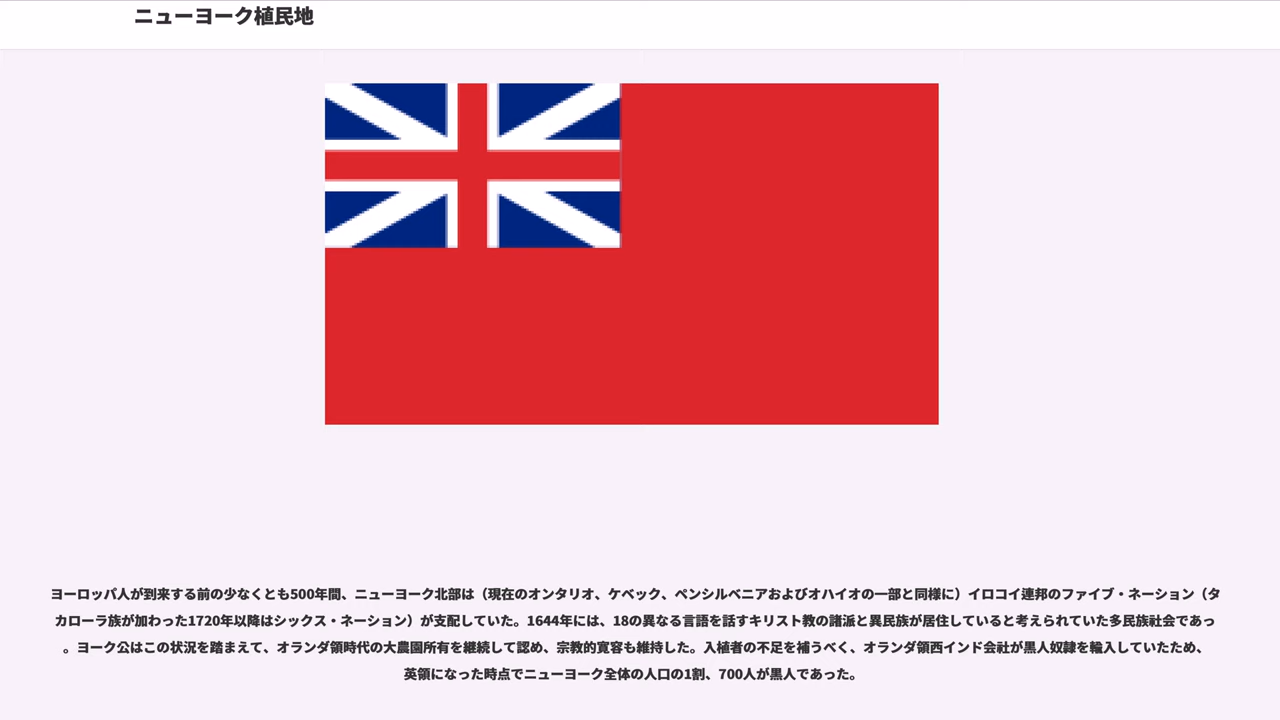 ニューヨーク植民地
ヨーロッパ人が到来する前の少なくとも500年間、ニューヨーク北部は（現在のオンタリオ、ケベック、ペンシルベニアおよびオハイオの一部と同様に）イロコイ連邦のファイブ・ネーション（タ
カローラ族が加わった1720年以降はシックス・ネーション）が支配していた。1644年には、18の異なる言語を話すキリスト教の諸派と異民族が居住していると考えられていた多民族社会であっ
。ヨーク公はこの状況を踏まえて、オランダ領時代の大農園所有を継続して認め、宗教的寛容も維持した。入植者の不足を補うべく、オランダ領西インド会社が黒人奴隷を輸入していたため、
英領になった時点でニューヨーク全体の人口の1割、700人が黒人であった。